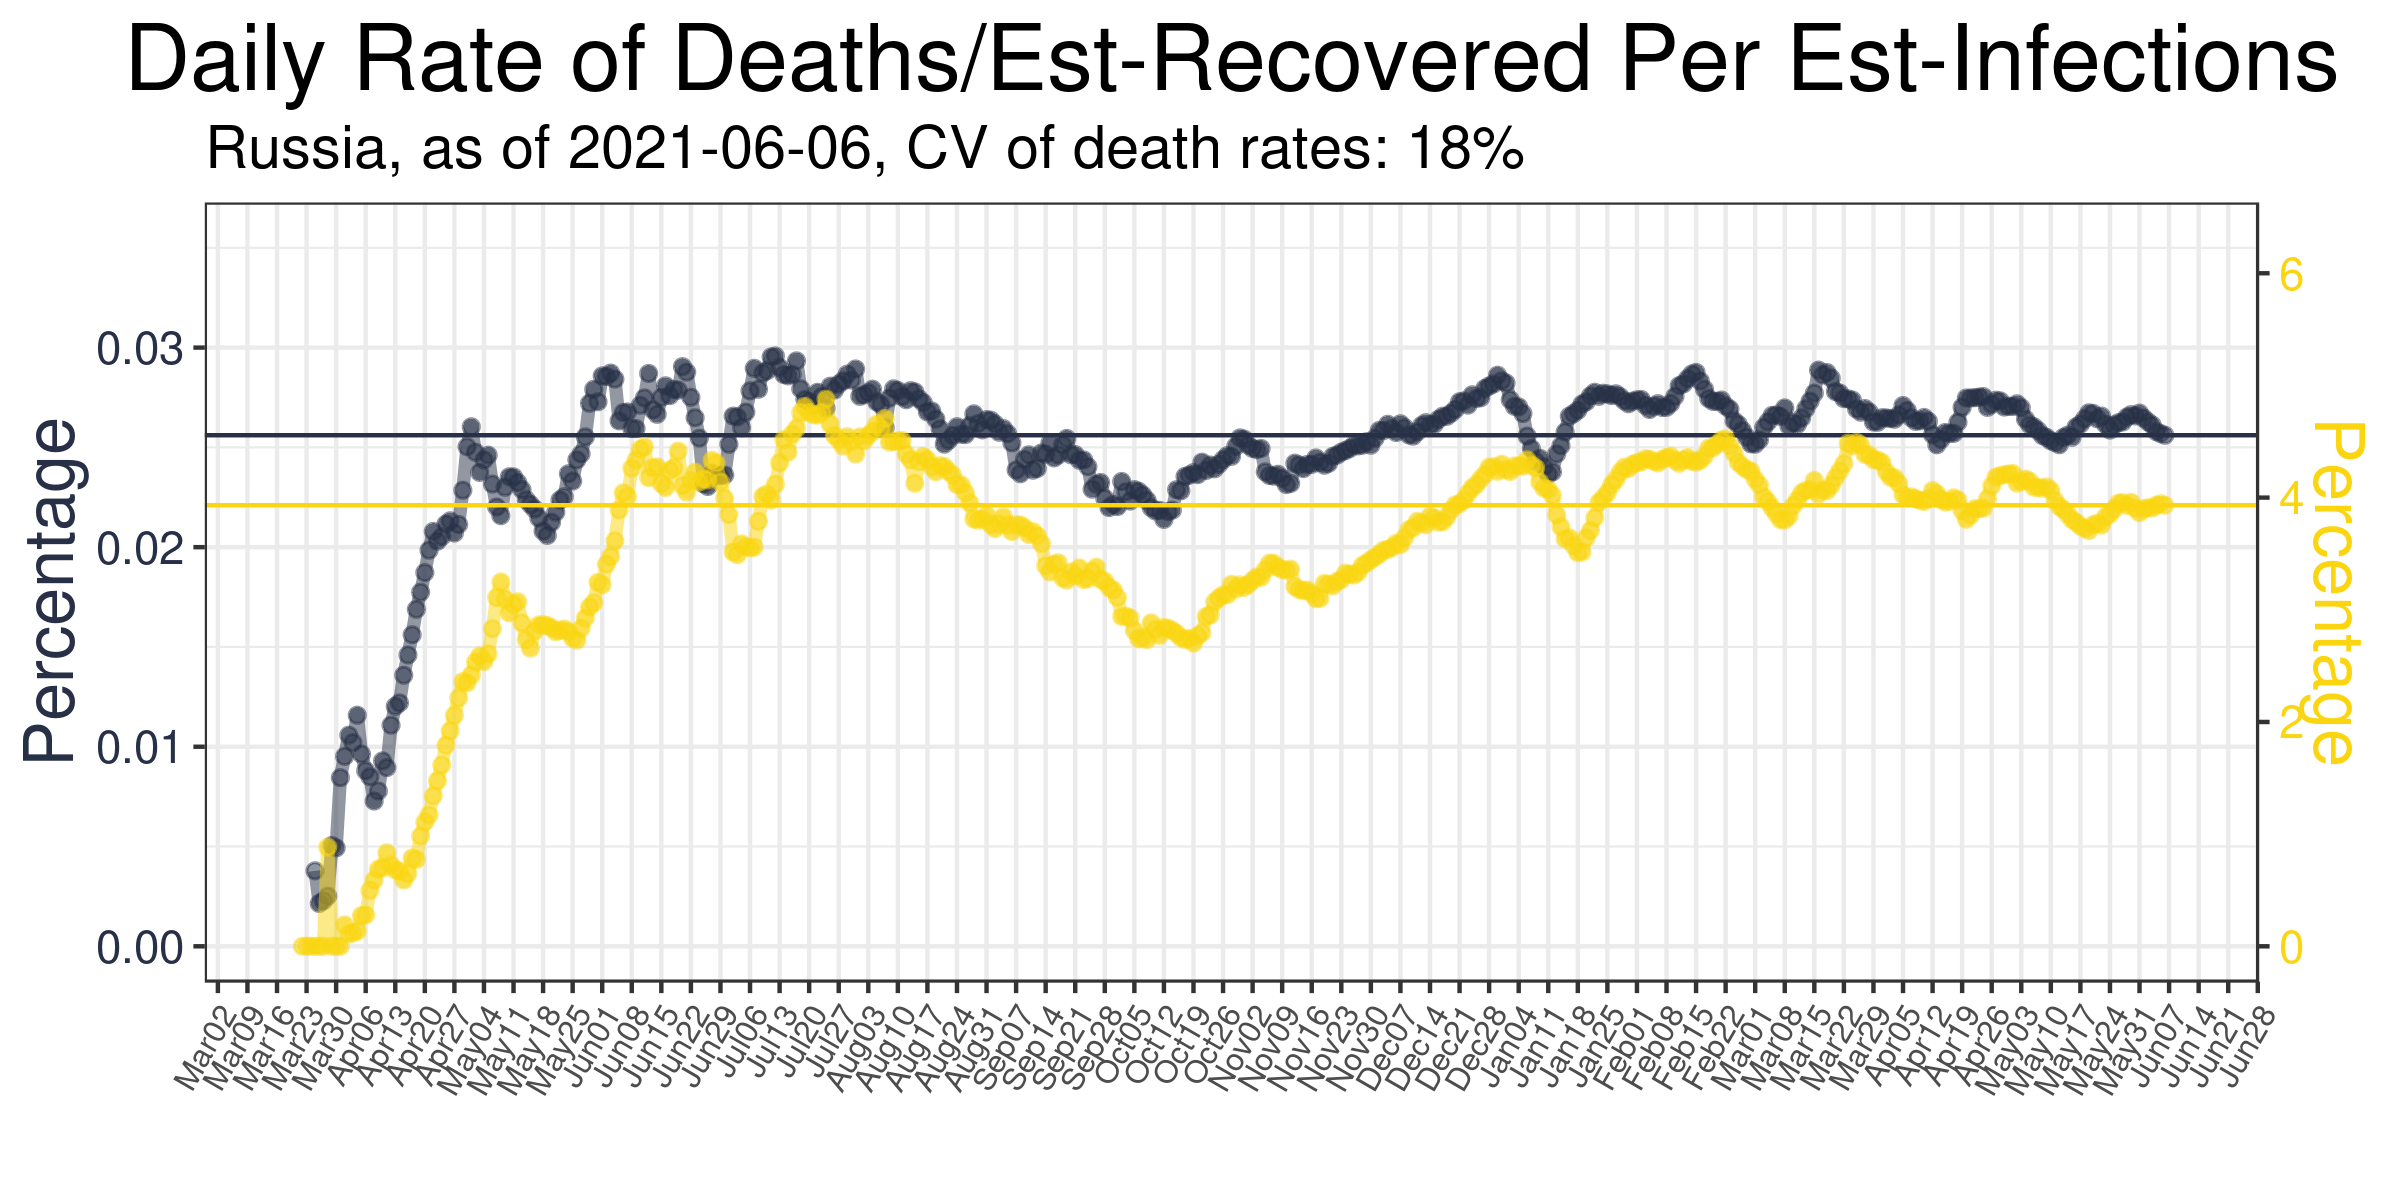 Daily Rate of Deaths/Est-Recovered Per Est-Infections
Russia, as of 2021-06-06, CV of death rates: 18%
Percentage
0.03
0.02
0.01
0.00
6
4
2
0
Percentage
Mar02
Mar09
Mar16
Mar23
Mar30
Apr06
Apr13
Apr20
Apr27
May04
May11
May18
May25
Jun01
Jun08
Jun15
Jun22
Jun29
Jul06
Jul13
Jul20
Jul27
Aug03
Aug10
Aug17
Aug24
Aug31
Sep07
Sep14
Sep21
Sep28
Oct05
Oct12
Oct19
Oct26
Nov02
Nov09
Nov16
Nov23
Nov30
Dec07
Dec14
Dec21
Dec28
Jan04
Jan11
Jan18
Jan25
Feb01
Feb08
Feb15
Feb22
Mar01
Mar08
Mar15
Mar22
Mar29
Apr05
Apr12
Apr19
Apr26
May03
May10
May17
May24
May31
Jun07
Jun14
Jun21
Jun28